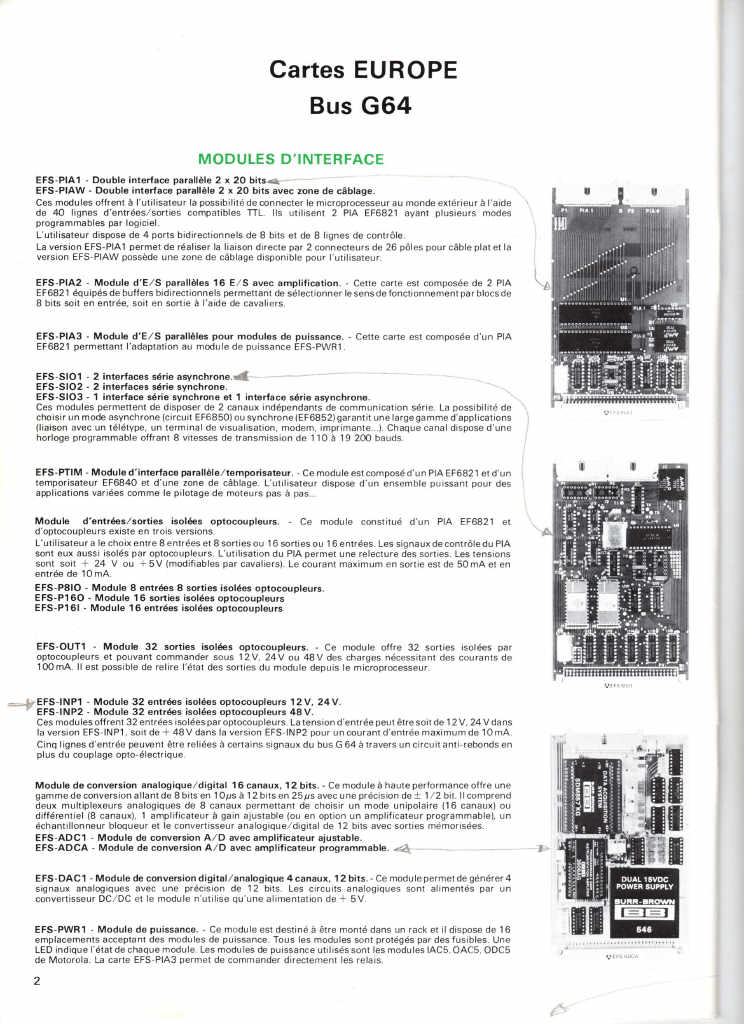 Cartes EUROPE
Bus G64
MODULES D'INTERFACE
EFS-PIA1 - Double interface parallèle 2 x 20 bits
EFS-PIAW - Double interface parallèle 2 x 20 bits avec zone de câblage.
Ces modules offrent à l'utilisateur la possibilité de connecter le microprocesseur au monde extérieur à l'aide
de 40 lignes d'entrées/sorties compatibles TTL. Ils utilisent 2 PIA EF6821 ayant plusieurs modes
programmables par logiciel.
L'utilisateur dispose de 4 ports bidirectionnels de 8 bits et de 8 lignes de contrôle.
La version EFS-PIA1 permet de réaliser la liaison directe par 2 connecteurs de 26 pôles pour câble plat et la
version EFS-PIAW possède une zone de câblage disponible pour l'utilisateur.
EFS-PIA2 - Module d'E/S parallèles 16 E/S avec amplification. - Cette carte est composée de 2 PIA
EF6821 équipés de buffers bidirectionnels permettant de sélectionner le sens de fonctionnement par blocs de
8 bits soit en entrée, soit en sortie à l'aide de cavaliers.
EFS-PIA3 - Module d'E/S parallèles pour modules de puissance. - Cette carte est composée d'un PIA
EF6821 permettant l'adaptation au module de puissance EFS-PWR1.
EFS-SIO1 - 2 interfaces série asynchrone.
EFS-SIO2 - 2 interfaces série synchrone.
EFS-SIO3 - 1 interface série synchrone et 1 interface série asynchrone.
Ces modules permettent de disposer de 2 canaux indépendants de communication série. La possibilité de
choisir un mode asynchrone (circuit EF6850) ou synchrone (EF6852) garantit une large gamme d'applications
(liaison avec un télétype, un terminal de visualisation, modem, imprimante...). Chaque canal dispose d'une
horloge programmable offrant 8 vitesses de transmission de 110 à 19 200 bauds.
EFS-PTIM - Module d'interface parallèle/temporisateur. - Ce module est composé d'un PIA EF6821 et d'un
temporisateur EF6840 et d'une zone de câblage. L'utilisateur dispose d'un ensemble puissant pour des
applications variées comme le pilotage de moteurs pas à pas...
Module d'entrées/sorties isolées optocoupleurs. - Ce module constitué d'un PIA EF6821 et
d'optocoupleurs existe en trois versions.
L'utilisateur a le choix entre 8 entrées et 8 sorties ou 16 sorties ou 16 entrées. Les signaux de contrôle du PIA
sont eux aussi isolés par optocoupleurs. L'utilisation du PIA permet une relecture des sorties. Les tensions
sont soit + 24 V ou + 5 V (modifiables par cavaliers). Le courant maximum en sortie est de 50 mA et en
entrée de 10 mA.
EFS-P8IO - Module 8 entrées 8 sorties isolées optocoupleurs.
EFS-P16O - Module 16 sorties isolées optocoupleurs
EFS-P16I - Module 16 entrées isolées optocoupleurs
EFS-OUT1 - Module 32 sorties isolées optocoupleurs. - Ce module offre 32 sorties isolées par
optocoupleurs et pouvant commander sous 12 V, 24 V ou 48 V des charges nécessitant des courants de
100 mA. Il est possible de relire l'état des sorties du module depuis le microprocesseur.
EFS-INP1 - Module 32 entrées isolées optocoupleurs 12 V, 24 V.
EFS-INP2 - Module 32 entrées isolées optocoupleurs 48 V.
Ces modules offrent 32 entrées isolées par optocoupleurs. La tension d'entrée peut être soit de 12 V, 24 V dans
la version EFS-INP1, soit de + 48 V dans la version EFS-INP2 pour un courant d'entrée maximum de 10 mA.
Cinq lignes d'entrée peuvent être reliées à certains signaux du bus G 64 à travers un circuit anti-rebonds en
plus du couplage opto-électrique.
Module de conversion analogique/digital 16 canaux, 12 bits. - Ce module à haute performance offre une
gamme de conversion allant de 8 bits en 10 µs à 12 bits en 25 µs avec une précision de ± 1/2 bit. Il comprend
deux multiplexeurs analogiques de 8 canaux permettant de choisir un mode unipolaire (16 canaux) ou
différentiel (8 canaux), 1 amplificateur à gain ajustable (ou en option un amplificateur programmable), un
échantillonneur bloqueur et le convertisseur analogique/digital de 12 bits avec sorties mémorisées.
EFS-ADC1 - Module de conversion A/D avec amplificateur ajustable.
EFS-ADCA - Module de conversion A/D avec amplificateur programmable.
EFS-DAC1 - Module de conversion digital/analogique 4 canaux, 12 bits. - Ce module permet de générer 4
signaux analogiques avec une précision de 12 bits. Les circuits analogiques sont alimentés par un
convertisseur DC/DC et le module n'utilise qu'une alimentation de + 5 V.
EFS-PWR1 - Module de puissance. - Ce module est destiné à être monté dans un rack et il dispose de 16
emplacements acceptant des modules de puissance. Tous les modules sont protégés par des fusibles. Une
LED indique l'état de chaque module. Les modules de puissance utilisés sont les modules IAC5, OAC5, ODC5
de Motorola. La carte EFS-PIA3 permet de commander directement les relais.
2
EFS-PIA1
EFS-SIO1
DATA ACQUISITION
SYSTEM
DUAL 15VDC
POWER SUPPLY
BURR-BROWN
BB
546
EFS-ADCA